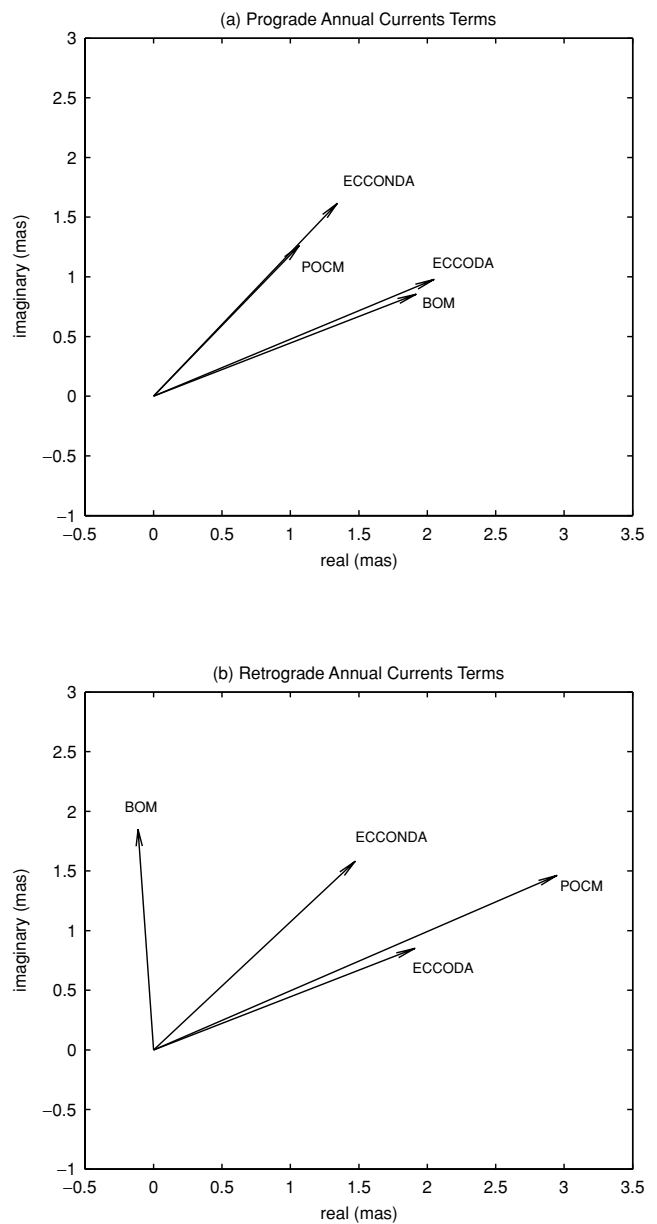 (a) Prograde Annual Currents Terms
3
2.5
2
1.5
1
0.5
0
−0.5
−1
imaginary (mas)
ECCONDA
POCM
ECCODA
BOM
−0.5 0 0.5 1 1.5 2 2.5 3 3.5
real (mas)
(b) Retrograde Annual Currents Terms
3
2.5
2
1.5
1
0.5
0
−0.5
−1
imaginary (mas)
BOM
ECCONDA
POCM
ECCODA
−0.5 0 0.5 1 1.5 2 2.5 3 3.5
real (mas)